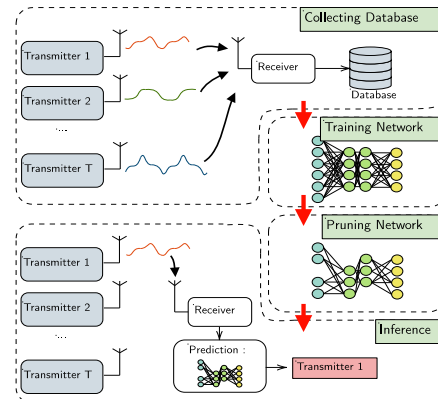 Collecting Database
Transmitter 1
Receiver
Transmitter 2
Database
....
Training Network
Transmitter T
Pruning Network
Transmitter 1
Transmitter 2
Receiver
Inference
....
Prediction :
Transmitter T
Transmitter 1